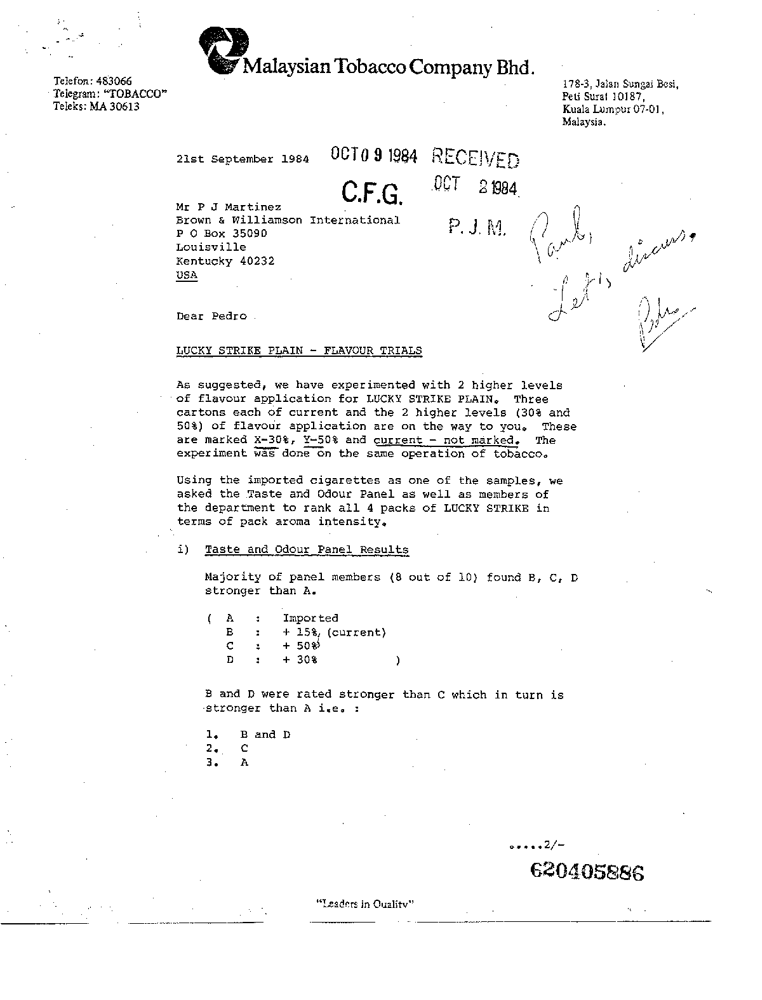 Malaysian Tobacco Company Bhd.
Telefon: 483066
Telegram: "TOBACCO"
Teleks: MA 30613
178-3, Jalan Sungai Besi,
Peti Surat 10187,
Kuala Lumpur 07-01,
Malaysia.
21st September 1984
OCT 09 1984
RECEIVED
C.F.G.
OCT 2 1984
P. J. M.
Mr P J Martinez
Brown & Williamson International
P O Box 35090
Louisville
Kentucky 40232
USA
Paul,
Let's discuss.
Pedro
Dear Pedro
LUCKY STRIKE PLAIN - FLAVOUR TRIALS
As suggested, we have experimented with 2 higher levels
of flavour application for LUCKY STRIKE PLAIN. Three
cartons each of current and the 2 higher levels (30% and
50%) of flavour application are on the way to you. These
are marked X-30%, Y-50% and current - not marked. The
experiment was done on the same operation of tobacco.
Using the imported cigarettes as one of the samples, we
asked the Taste and Odour Panel as well as members of
the department to rank all 4 packs of LUCKY STRIKE in
terms of pack aroma intensity.
i) Taste and Odour Panel Results
Majority of panel members (8 out of 10) found B, C, D
stronger than A.
( A : Imported
B : + 15%, (current)
C : + 50%
D : + 30% )
B and D were rated stronger than C which in turn is
stronger than A i.e. :
1. B and D
2. C
3. A
.....2/-
620405886
"Leaders in Quality"